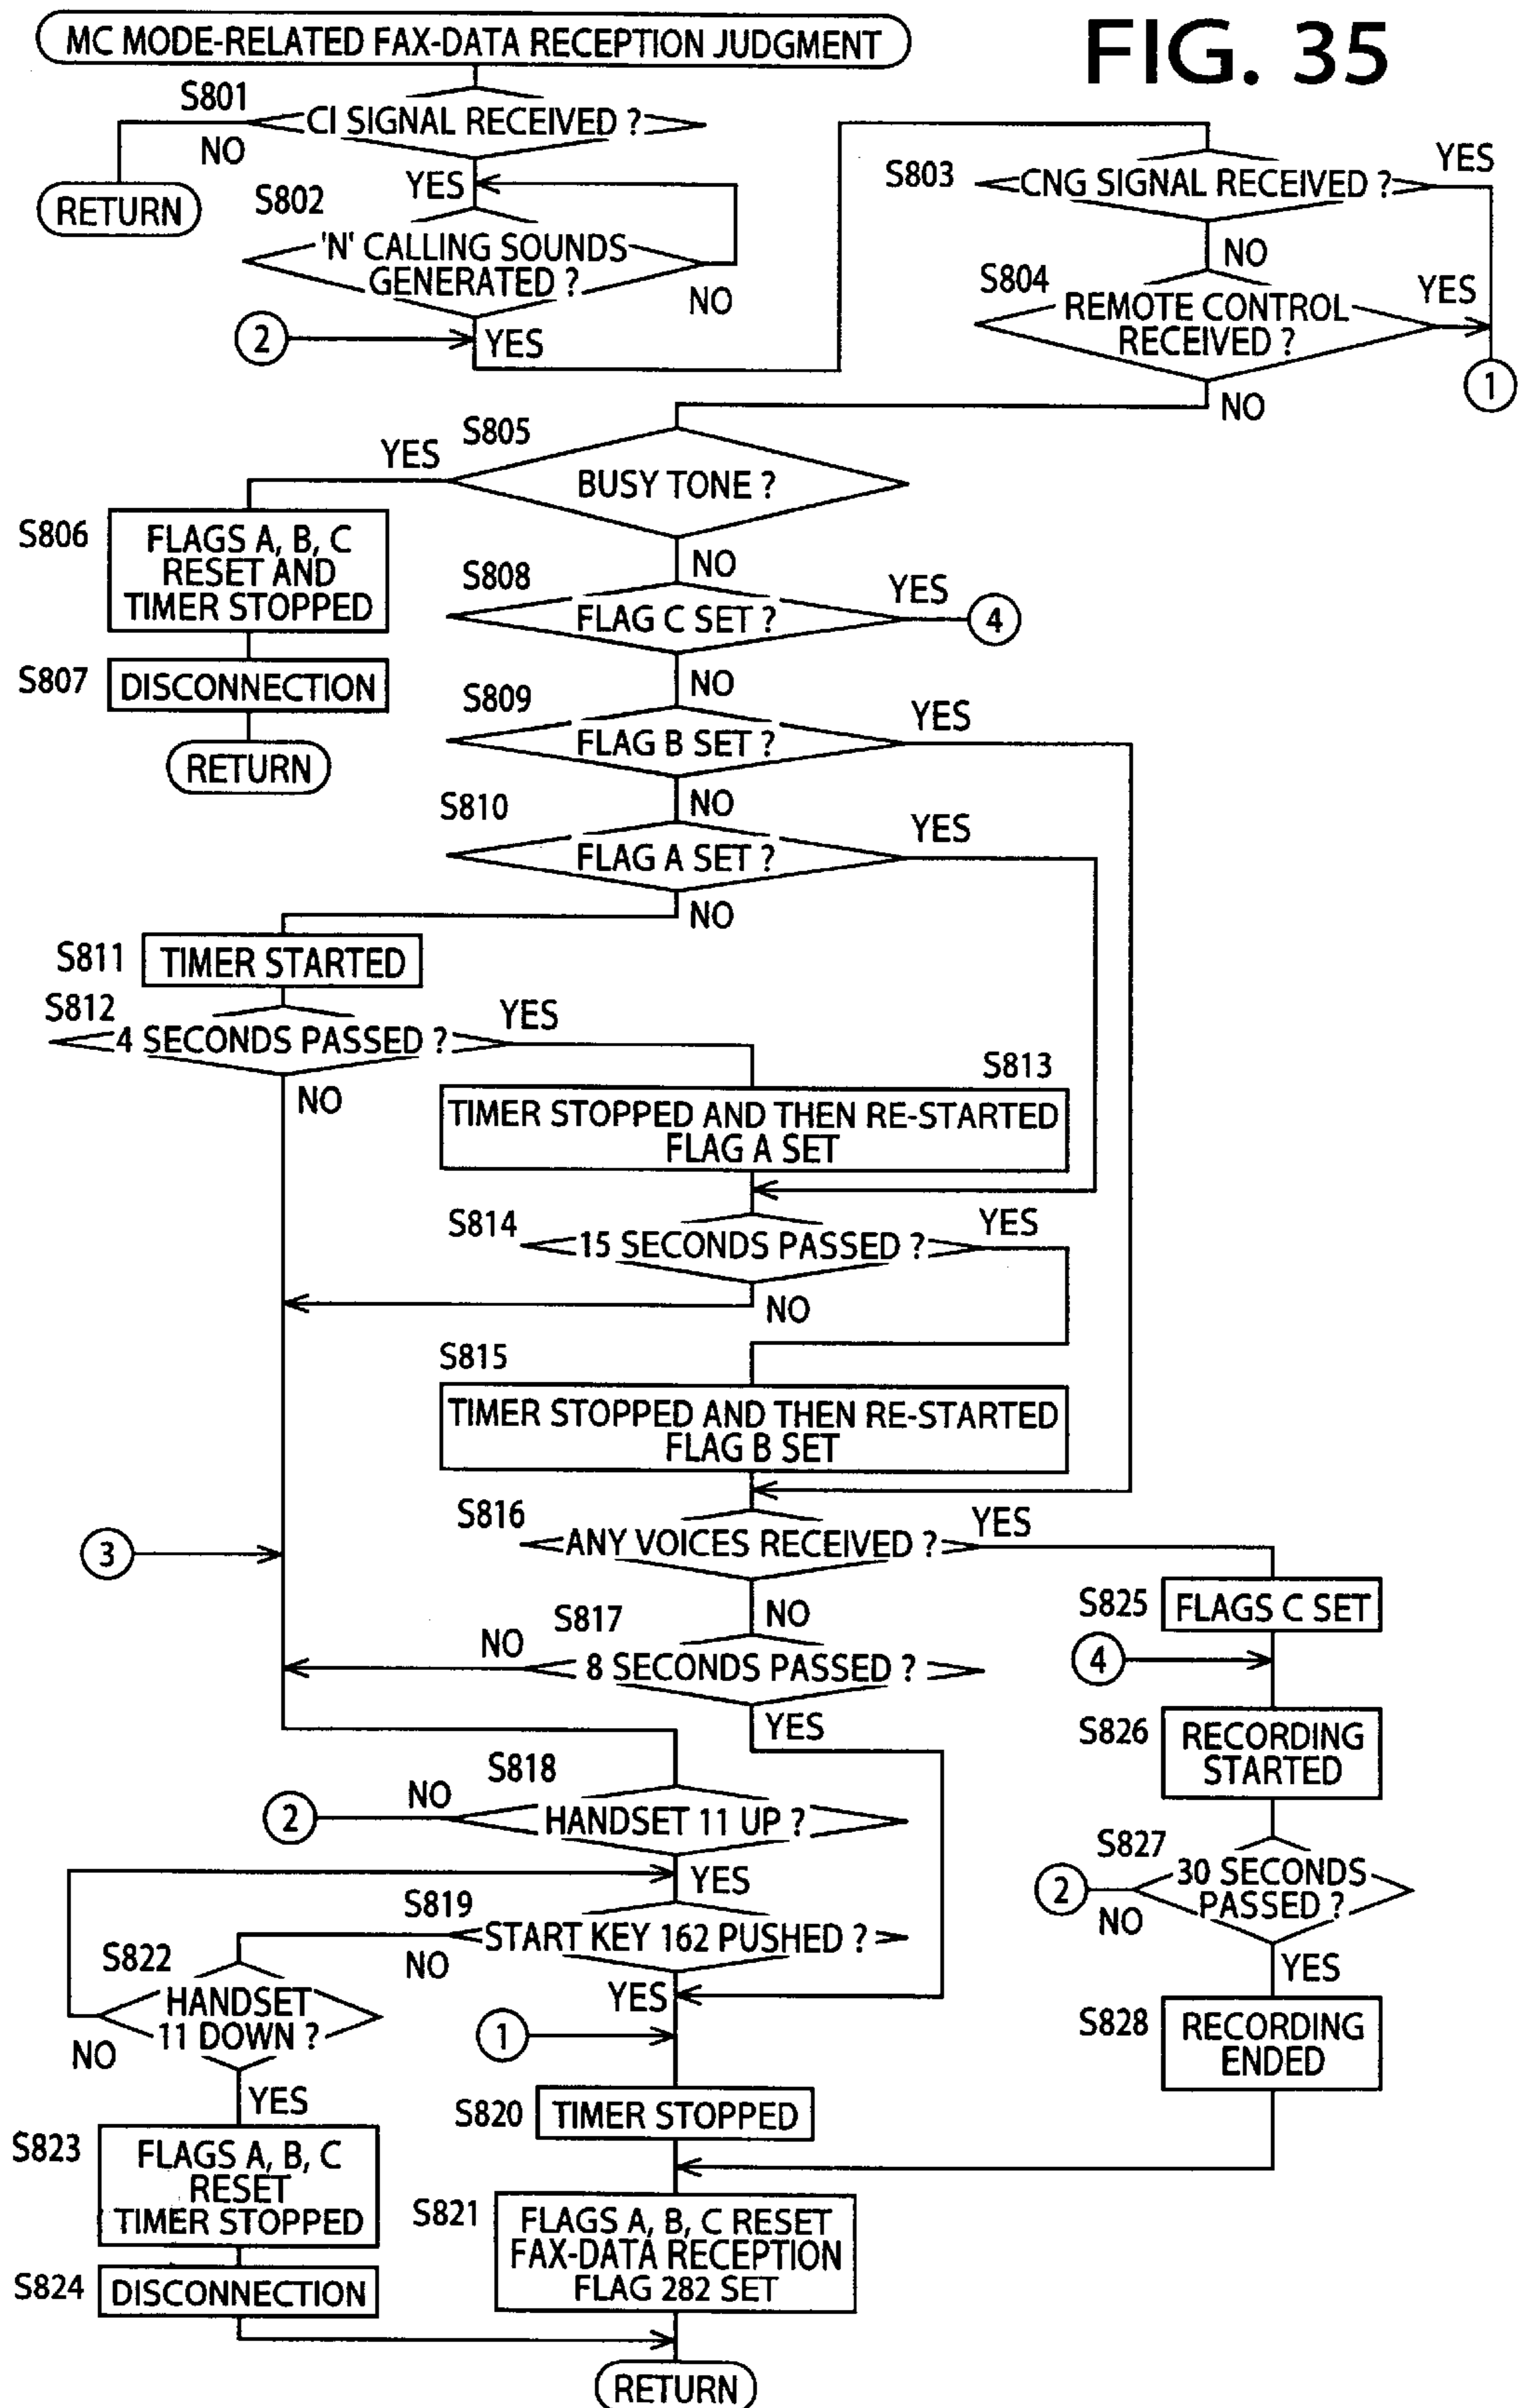 FIG. 35
MC MODE-RELATED FAX-DATA RECEPTION JUDGMENT
S801
CI SIGNAL RECEIVED ?
NO
YES
RETURN
S802
'N' CALLING SOUNDS
GENERATED ?
NO
2
YES
S803
CNG SIGNAL RECEIVED ?
YES
NO
S804
REMOTE CONTROL
RECEIVED ?
YES
1
NO
S805
YES
BUSY TONE ?
NO
S806
FLAGS A, B, C
RESET AND
TIMER STOPPED
S807
DISCONNECTION
RETURN
S808
FLAG C SET ?
YES
4
NO
S809
FLAG B SET ?
YES
NO
S810
FLAG A SET ?
YES
NO
S811
TIMER STARTED
S812
4 SECONDS PASSED ?
YES
NO
S813
TIMER STOPPED AND THEN RE-STARTED
FLAG A SET
S814
15 SECONDS PASSED ?
YES
NO
S815
TIMER STOPPED AND THEN RE-STARTED
FLAG B SET
S816
ANY VOICES RECEIVED ?
YES
3
NO
S817
NO
8 SECONDS PASSED ?
YES
S825
FLAGS C SET
4
S826
RECORDING
STARTED
S818
2
NO
HANDSET 11 UP ?
YES
S827
2
30 SECONDS
PASSED ?
NO
YES
S819
START KEY 162 PUSHED ?
NO
YES
S822
HANDSET
11 DOWN ?
NO
YES
1
S828
RECORDING
ENDED
S820
TIMER STOPPED
S823
FLAGS A, B, C
RESET
TIMER STOPPED
S821
FLAGS A, B, C RESET
FAX-DATA RECEPTION
FLAG 282 SET
S824
DISCONNECTION
RETURN